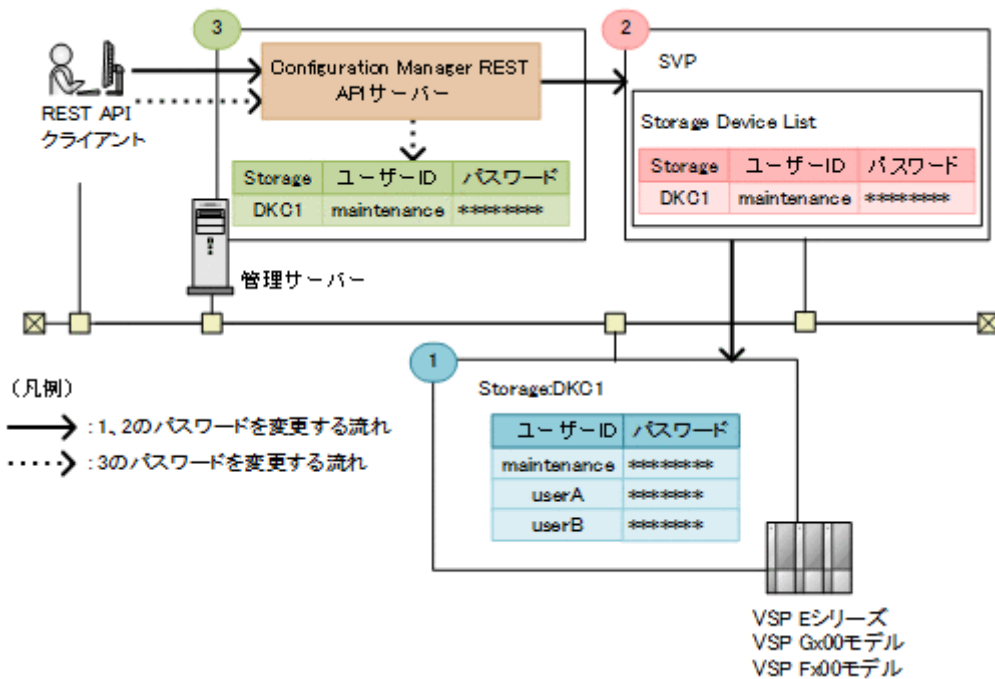 3
2
Configuration Manager REST
APIサーバー
SVP
REST API
クライアント
Storage Device List
Storage ユーザーID パスワード
DKC1 maintenance ********
Storage ユーザーID パスワード
DKC1 maintenance ********
管理サーバー
1
(凡例)
:1、2のパスワードを変更する流れ
:3のパスワードを変更する流れ
Storage:DKC1
ユーザーID パスワード
maintenance ********
userA *******
userB *******
VSP Eシリーズ
VSP Gx00モデル
VSP Fx00モデル